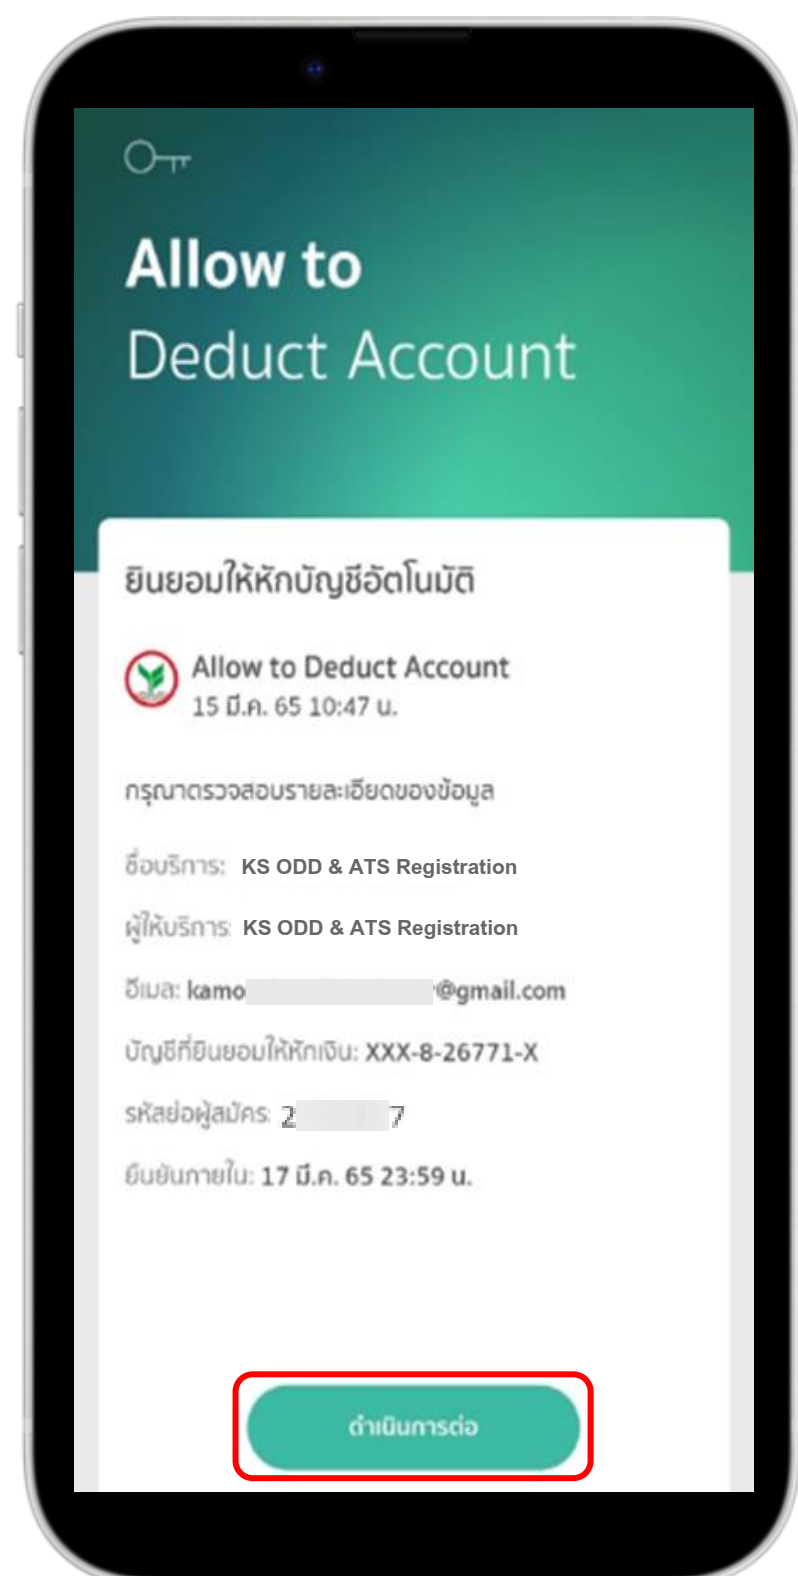 Allow to
Deduct Account
ยินยอมให้หักบัญชีอัตโนมัติ
Allow to Deduct Account
15 มี.ค. 65 10:47 น.
กรุณาตรวจสอบรายละเอียดของข้อมูล
ชื่อบริการ: KS ODD & ATS Registration
ผู้ให้บริการ: KS ODD & ATS Registration
อีเมล: kamo @gmail.com
บัญชีที่ยินยอมให้หักเงิน: XXX-8-26771-X
รหัสย่อผู้สมัคร: 2 7
ยืนยันภายใน: 17 มี.ค. 65 23:59 น.
ดำเนินการต่อ